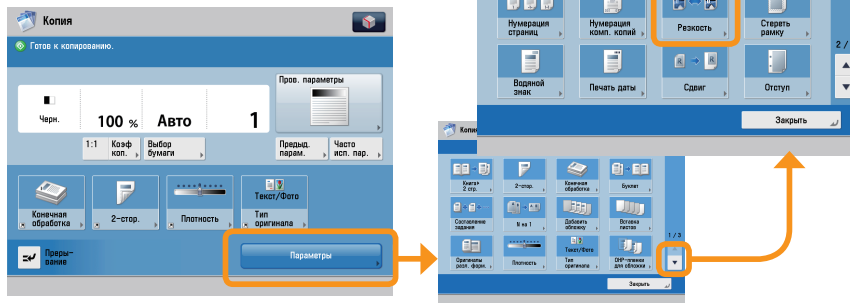 Копия
Готов к копированию.
Пров. параметры
Черн.
100 %
Авто
1
1:1
Коэф
коп.
Выбор
бумаги
Предыд.
парам.
Часто
исп. пар.
Конечная
обработка
2-стор.
Плотность
Текст/Фото
Тип
оригинала
Преры-
вание
Параметры
Нумерация
страниц
Нумерация
комп. копий
Резкость
Стереть
рамку
2 /
Водяной
знак
Печать даты
Сдвиг
Отступ
Закрыть
Копия
Книга>
2 стр.
2-стор.
Конечная
обработка
Буклет
Составление
задания
N на 1
Добавить
обложку
Вставка
листов
1 / 3
Оригиналы
разл. форм.
Плотность
Текст/Фото
Тип
оригинала
OHP-пленки
для обложки
Закрыть